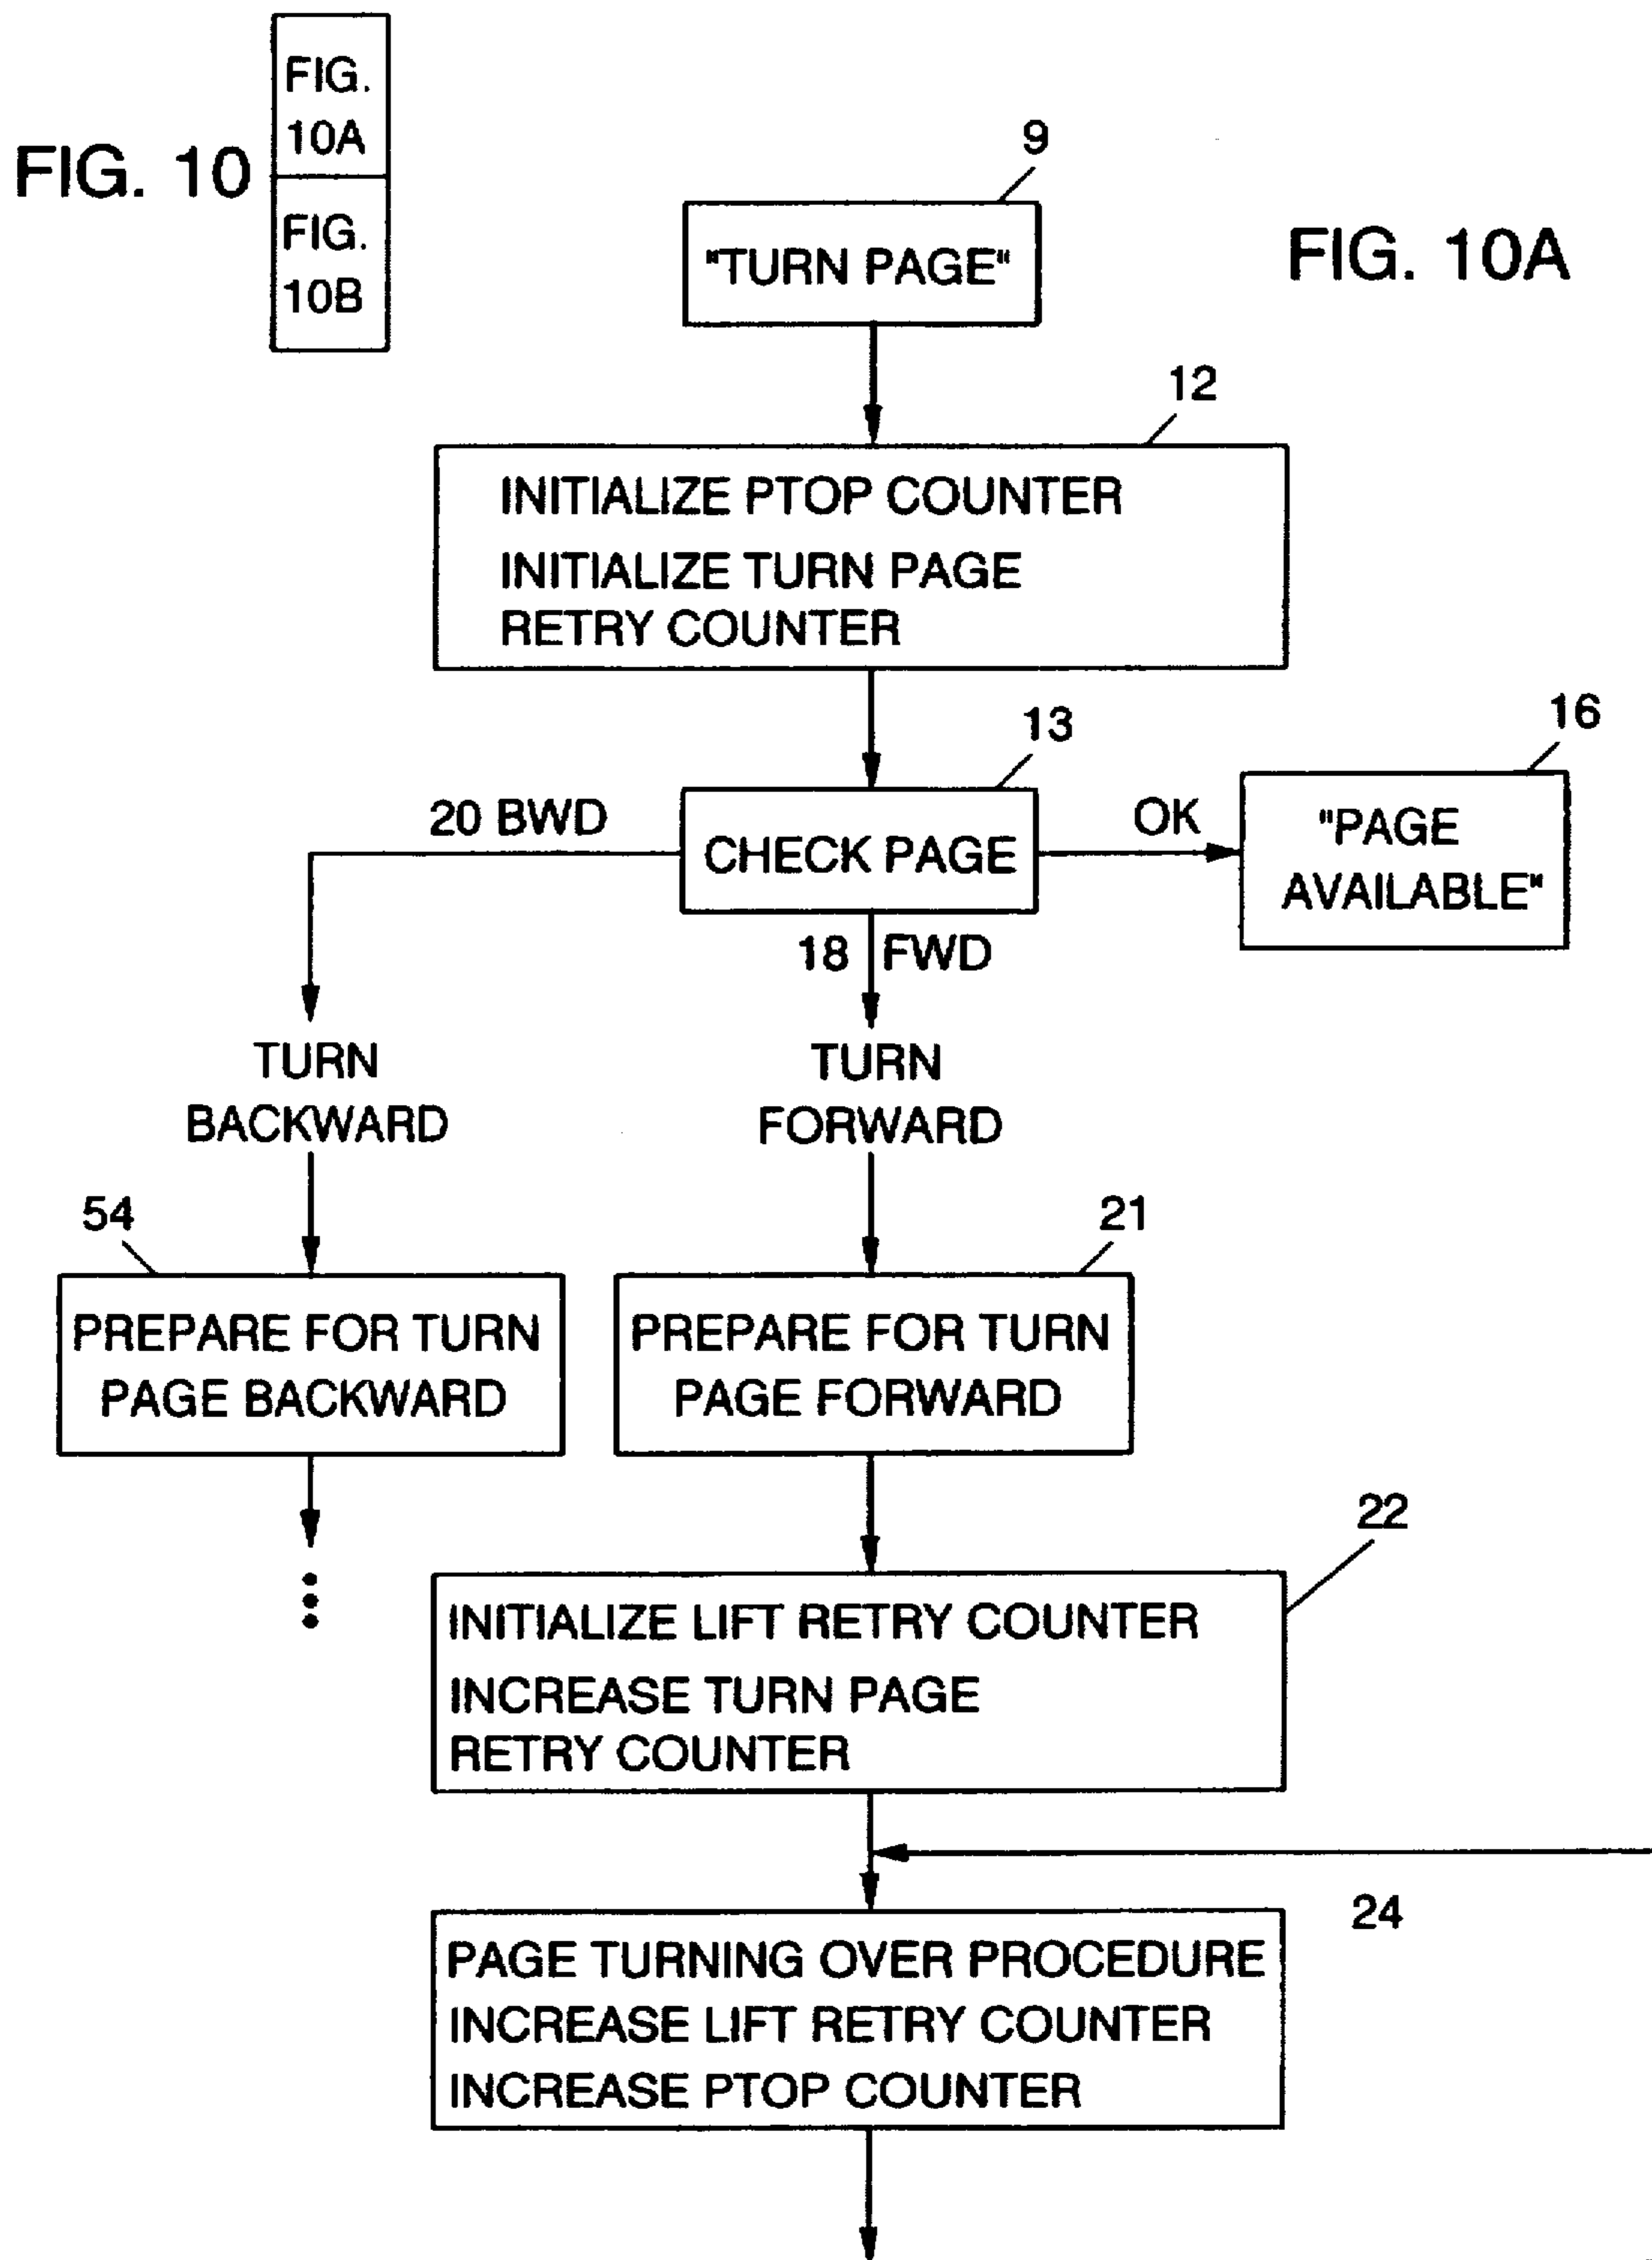 FIG. 10
FIG.
10A
FIG.
10B
FIG. 10A
9
"TURN PAGE"
12
INITIALIZE PTOP COUNTER
INITIALIZE TURN PAGE
RETRY COUNTER
13
CHECK PAGE
20 BWD
OK
16
"PAGE
AVAILABLE"
18 FWD
TURN
BACKWARD
TURN
FORWARD
54
PREPARE FOR TURN
PAGE BACKWARD
21
PREPARE FOR TURN
PAGE FORWARD
22
INITIALIZE LIFT RETRY COUNTER
INCREASE TURN PAGE
RETRY COUNTER
24
PAGE TURNING OVER PROCEDURE
INCREASE LIFT RETRY COUNTER
INCREASE PTOP COUNTER